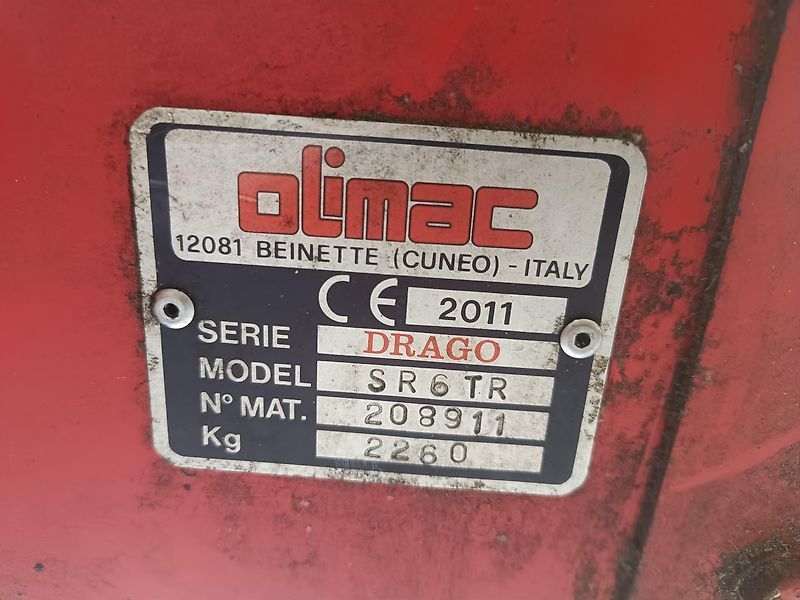 olimac
12081 BEINETTE (CUNEO) - ITALY
CE 2011
SERIE DRAGO
MODEL SR6TR
N° MAT. 208911
Kg 2260